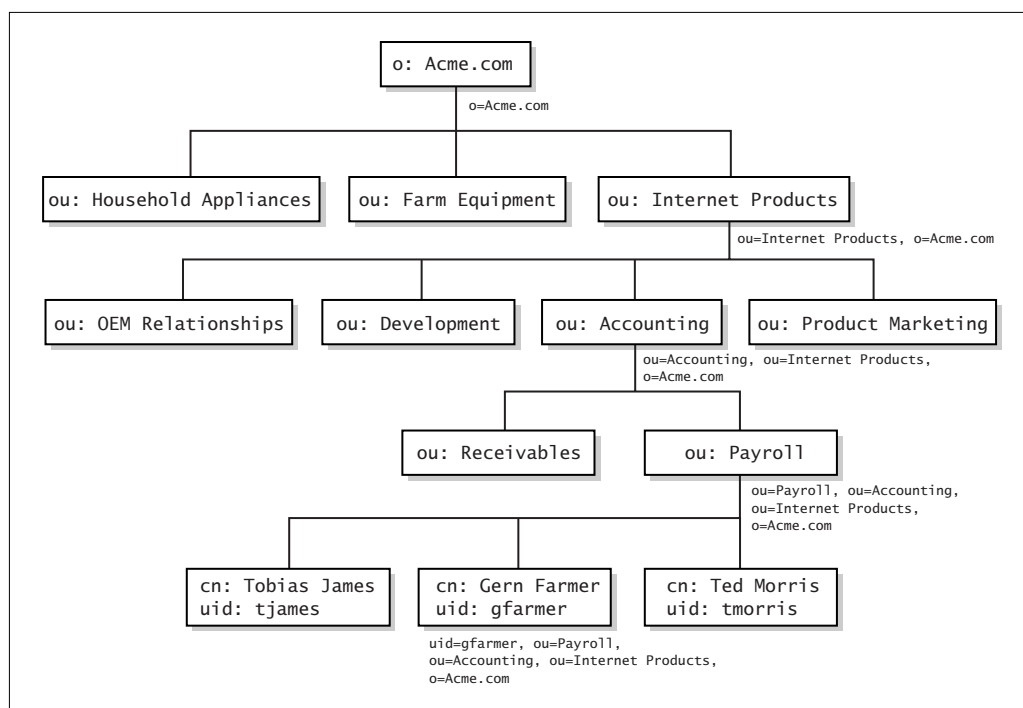 o: Acme.com
o=Acme.com
ou: Household Appliances
ou: Farm Equipment
ou: Internet Products
ou=Internet Products, o=Acme.com
ou: OEM Relationships
ou: Development
ou: Accounting
ou: Product Marketing
ou=Accounting, ou=Internet Products,
o=Acme.com
ou: Receivables
ou: Payroll
ou=Payroll, ou=Accounting,
ou=Internet Products,
o=Acme.com
cn: Tobias James
uid: tjames
cn: Gern Farmer
uid: gfarmer
cn: Ted Morris
uid: tmorris
uid=gfarmer, ou=Payroll,
ou=Accounting, ou=Internet Products,
o=Acme.com